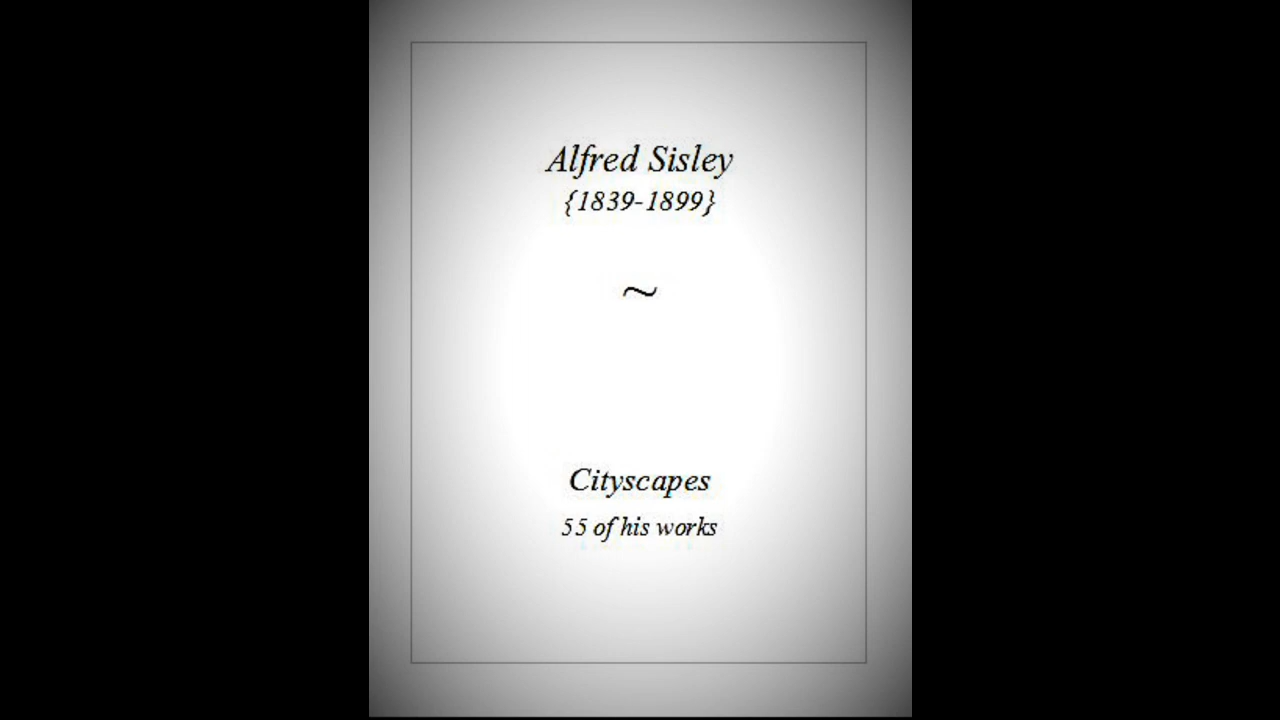 Alfred Sisley
{1839-1899}
~
Cityscapes
55 of his works